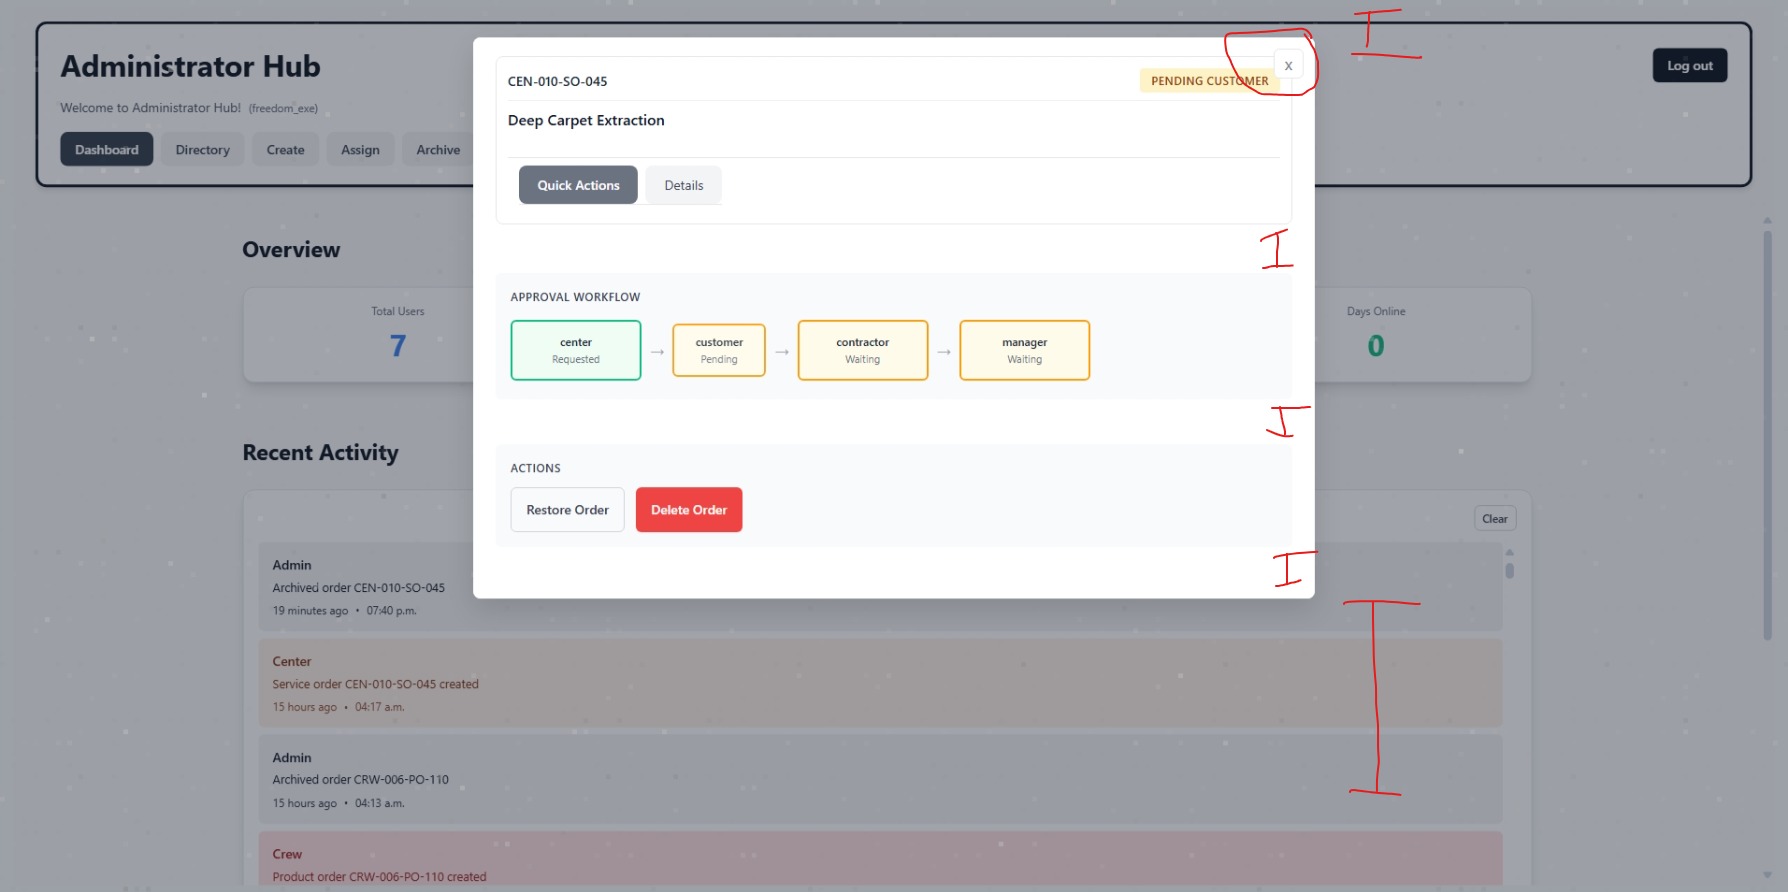 Administrator Hub
Welcome to Administrator Hub! (freedom_exe)
Dashboard Directory Create Assign Archive
Log out
Overview
Total Users
7
Days Online
0
Recent Activity
Clear
Admin
Archived order CEN-010-SO-045
19 minutes ago • 07:40 p.m.
Center
Service order CEN-010-SO-045 created
15 hours ago • 04:17 a.m.
Admin
Archived order CRW-006-PO-110
15 hours ago • 04:13 a.m.
Crew
Product order CRW-006-PO-110 created
CEN-010-SO-045
PENDING CUSTOMER
X
Deep Carpet Extraction
Quick Actions Details
APPROVAL WORKFLOW
center
Requested
→
customer
Pending
→
contractor
Waiting
→
manager
Waiting
ACTIONS
Restore Order Delete Order